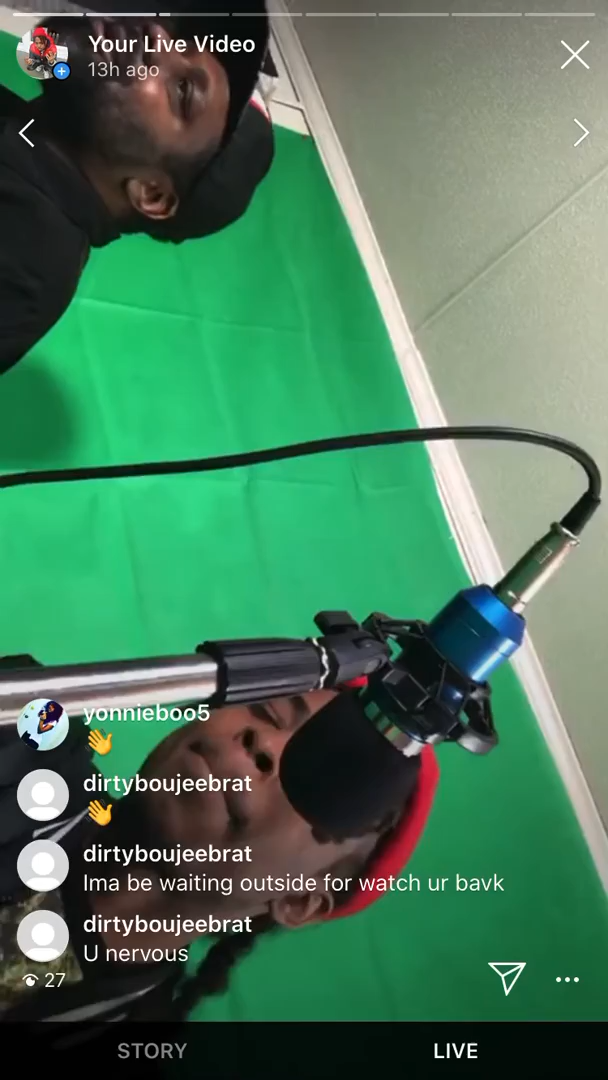 Your Live Video
13h ago
yonnieboo5
👋
dirtyboujeebrat
👋
dirtyboujeebrat
Ima be waiting outside for watch ur bavk
dirtyboujeebrat
U nervous
27
STORY
LIVE